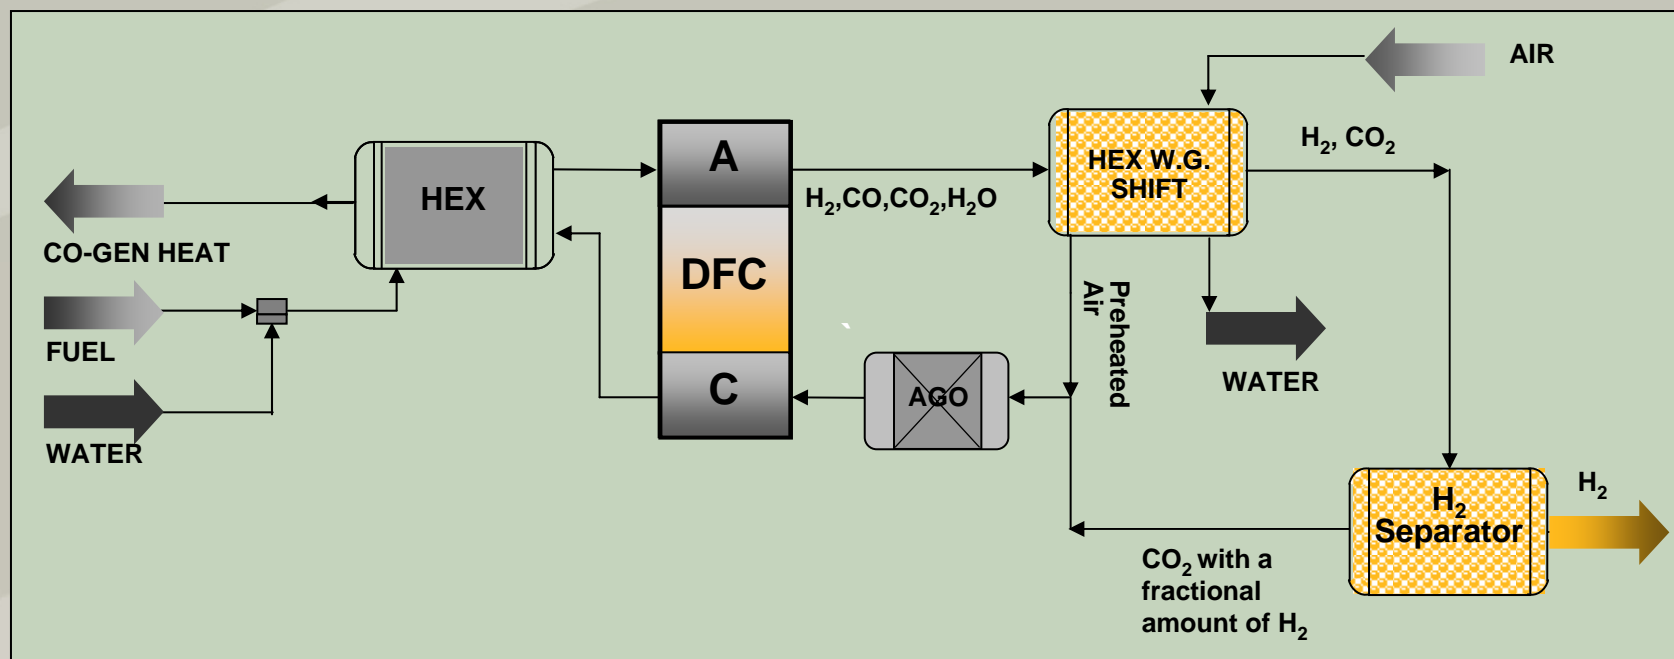 AIR
H₂, CO₂
A
HEX W.G.
SHIFT
HEX
H₂,CO,CO₂,H₂O
CO-GEN HEAT
DFC
Preheated
Air
FUEL
WATER
C
AGO
WATER
H₂
H₂
Separator
CO₂ with a
fractional
amount of H₂